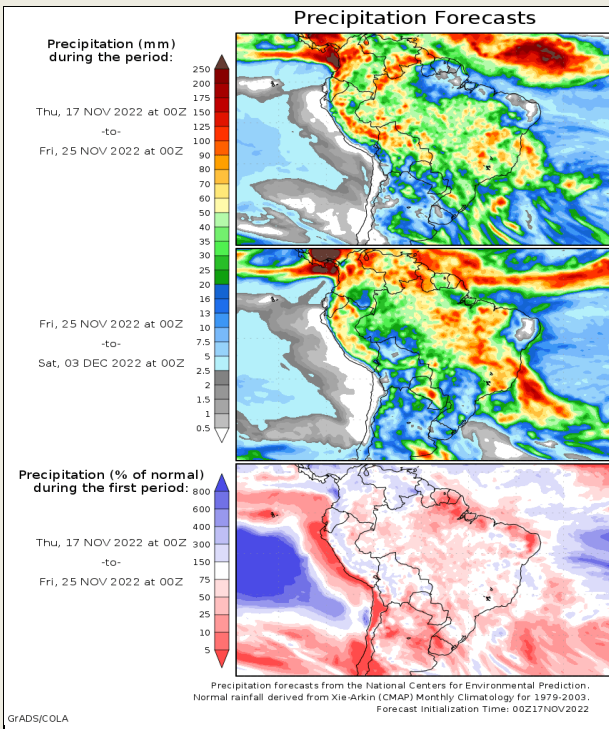 Precipitation Forecasts
Precipitation (mm)
during the period:
Thu, 17 NOV 2022 at 00Z
-to-
Fri, 25 NOV 2022 at 00Z
250
200
175
150
125
100
90
80
70
60
50
40
35
30
25
20
16
13
10
7.5
5
2.5
2
1.5
1
0.5
Fri, 25 NOV 2022 at 00Z
-to-
Sat, 03 DEC 2022 at 00Z
Precipitation (% of normal)
during the first period:
Thu, 17 NOV 2022 at 00Z
-to-
Fri, 25 NOV 2022 at 00Z
800
600
400
300
150
75
50
25
10
5
Precipitation forecasts from the National Centers for Environmental Prediction.
Normal rainfall derived from Xie-Arkin (CMAP) Monthly Climatology for 1979-2003.
Forecast Initialization Time: 00Z17NOV2022
GrADS/COLA